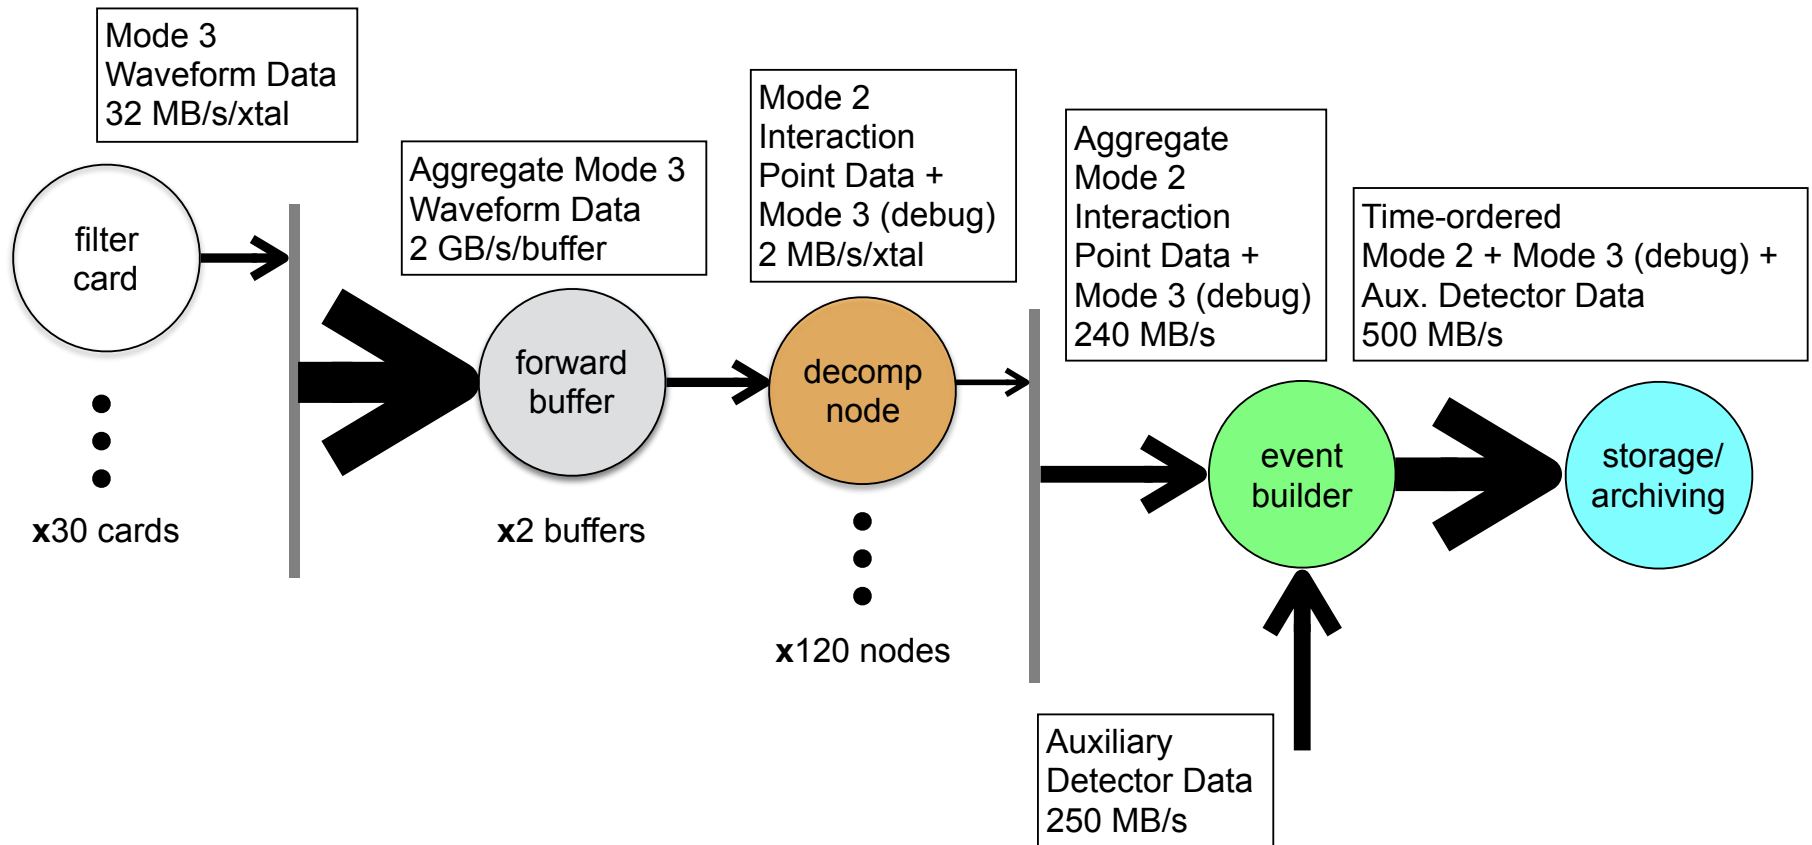 Mode 3
Waveform Data
32 MB/s/xtal
filter
card
x30 cards
Aggregate Mode 3
Waveform Data
2 GB/s/buffer
forward
buffer
x2 buffers
Mode 2
Interaction
Point Data +
Mode 3 (debug)
2 MB/s/xtal
decomp
node
x120 nodes
Aggregate
Mode 2
Interaction
Point Data +
Mode 3 (debug)
240 MB/s
event
builder
Auxiliary
Detector Data
250 MB/s
Time-ordered
Mode 2 + Mode 3 (debug) +
Aux. Detector Data
500 MB/s
storage/
archiving